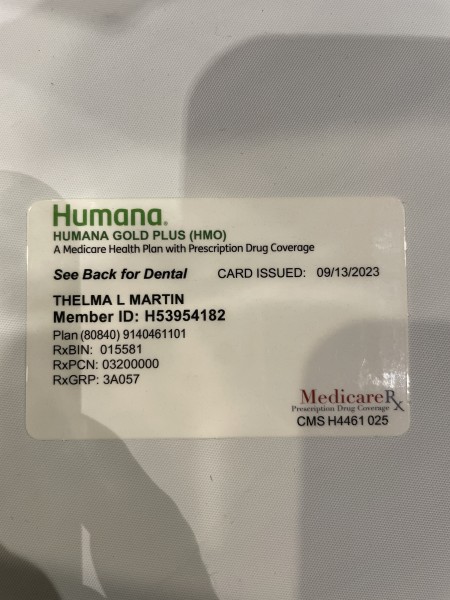 Humana.
HUMANA GOLD PLUS (HMO)
A Medicare Health Plan with Prescription Drug Coverage
See Back for Dental CARD ISSUED: 09/13/2023
THELMA L MARTIN
Member ID: H53954182
Plan (80840) 9140461101
RxBIN: 015581
RxPCN: 03200000
RxGRP: 3A057
MedicareRx
Prescription Drug Coverage
CMS H4461 025